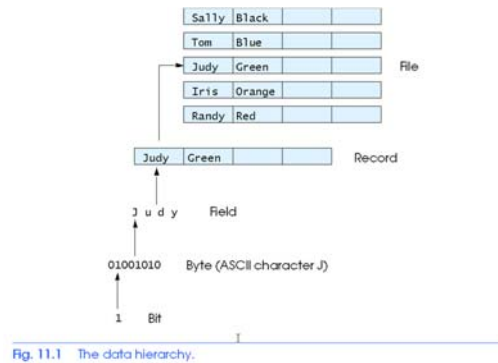 Sally Black
Tom Blue
Judy Green File
Iris Orange
Randy Red
Judy Green Record
J u d y Field
01001010 Byte (ASCII character J)
1 Bit
Fig. 11.1 The data hierarchy.